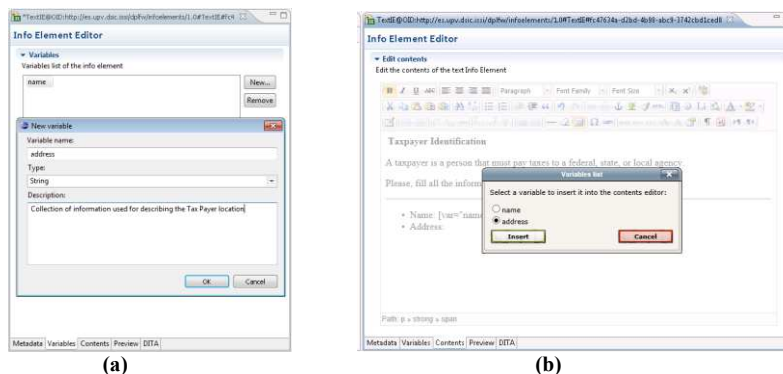 *TextIE@OID:http://es.upv.dsic.issi/dplfw/infoelements/1.0#TextIE#fc4
Info Element Editor
Variables
Variables list of the info element
name
New...
Remove
New variable
Variable name:
address
Type:
String
Description:
Collection of information used for describing the Tax Payer location
OK
Cancel
Metadata Variables Contents Preview DITA
(a)
TextIE@OID:http://es.upv.dsic.issi/dplfw/infoelements/1.0#TextIE#fc47634a-d2bd-4b98-abc9-3742cbd1ced8
Info Element Editor
Edit contents
Edit the contents of the text Info Element
B I U ABC Paragraph Font Family Font Size
Taxpayer Identification
A taxpayer is a person that must pay taxes to a federal, state, or local agency.
Please, fill all the inform
Name: [var="name
Address:
Variables list
Select a variable to insert it into the contents editor:
name
address
Insert
Cancel
Path: p » strong » span
Metadata Variables Contents Preview DITA
(b)